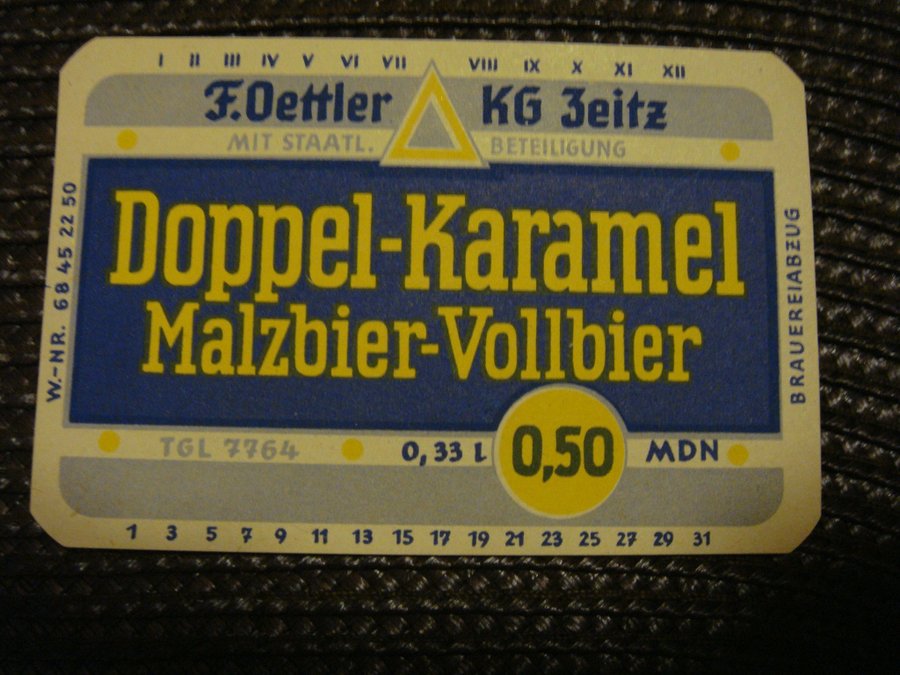 I II III IV V VI VII VIII IX X XI XII
F. Oettler KG Zeitz
MIT STAATL. BETEILIGUNG
W.-NR. 68 45 22 50
Doppel-Karamel
Malzbier-Vollbier
BRAUEREIABZUG
TGL 7764 0,33 l 0,50 MDN
1 3 5 7 9 11 13 15 17 19 21 23 25 27 29 31